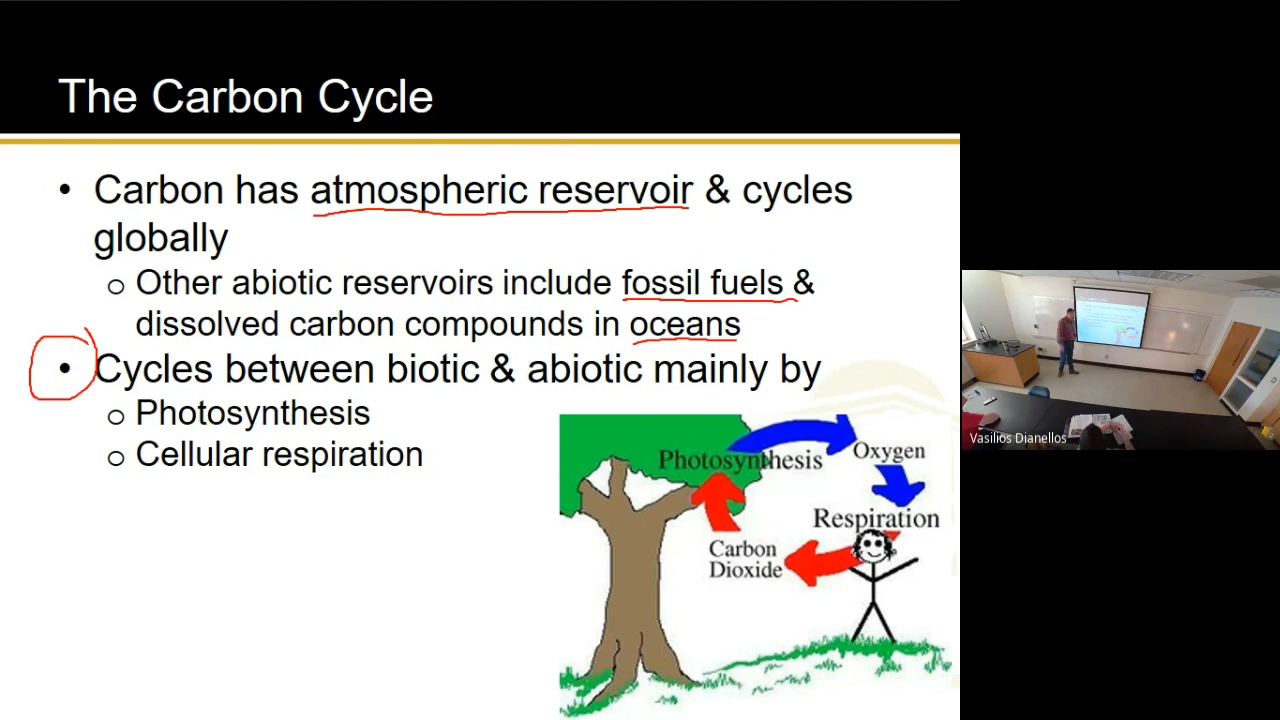 The Carbon Cycle
• Carbon has atmospheric reservoir & cycles
globally
o Other abiotic reservoirs include fossil fuels &
dissolved carbon compounds in oceans
• Cycles between biotic & abiotic mainly by
o Photosynthesis
o Cellular respiration
Photosynthesis
Oxygen
Respiration
Carbon
Dioxide
Vasilios Dianellos